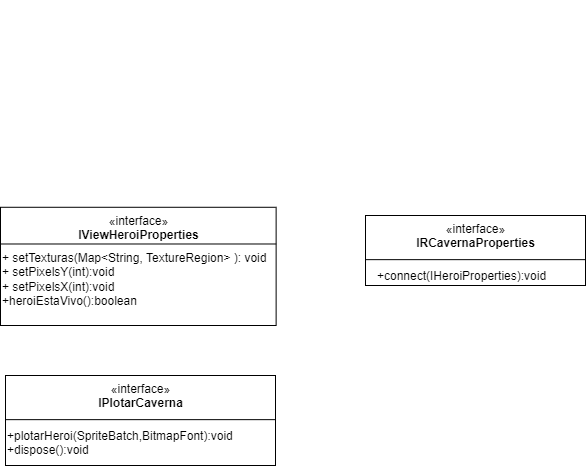 «interface»
IViewHeroiProperties
+ setTexturas(Map<String, TextureRegion> ): void
+ setPixelsY(int):void
+ setPixelsX(int):void
+heroiEstaVivo():boolean
«interface»
IRCavernaProperties
+connect(IHeroiProperties):void
«interface»
IPlotarCaverna
+plotarHeroi(SpriteBatch,BitmapFont):void
+dispose():void